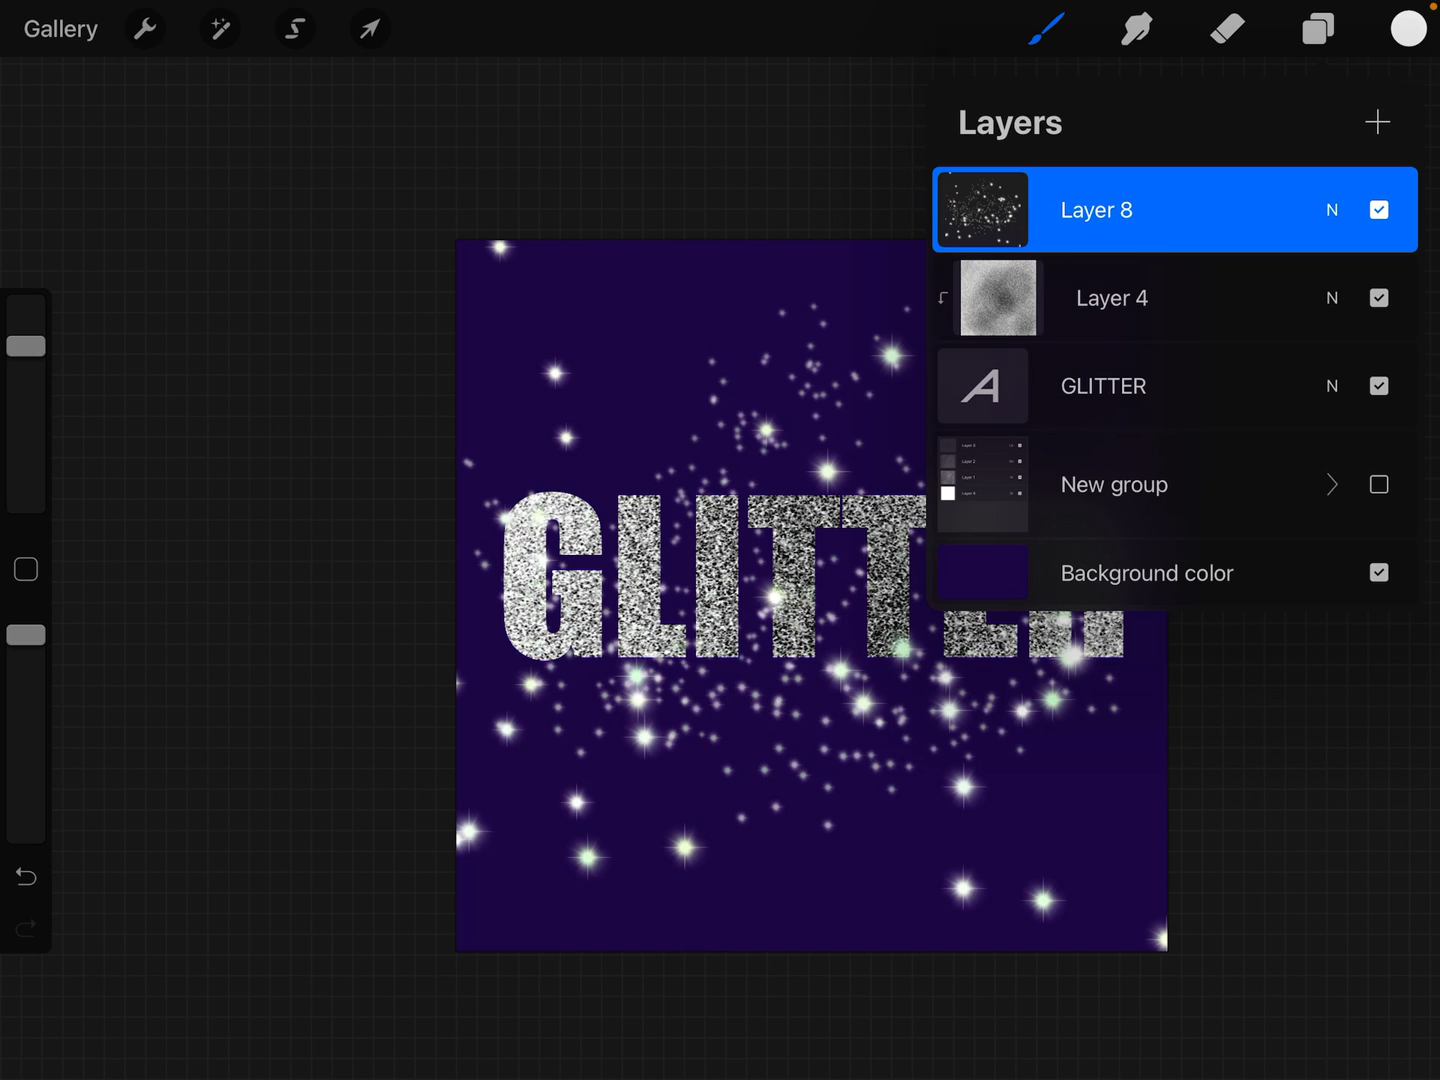 Gallery
Layers
Layer 8 N
Layer 4 N
A
GLITTER N
New group
Background color
GLITTER